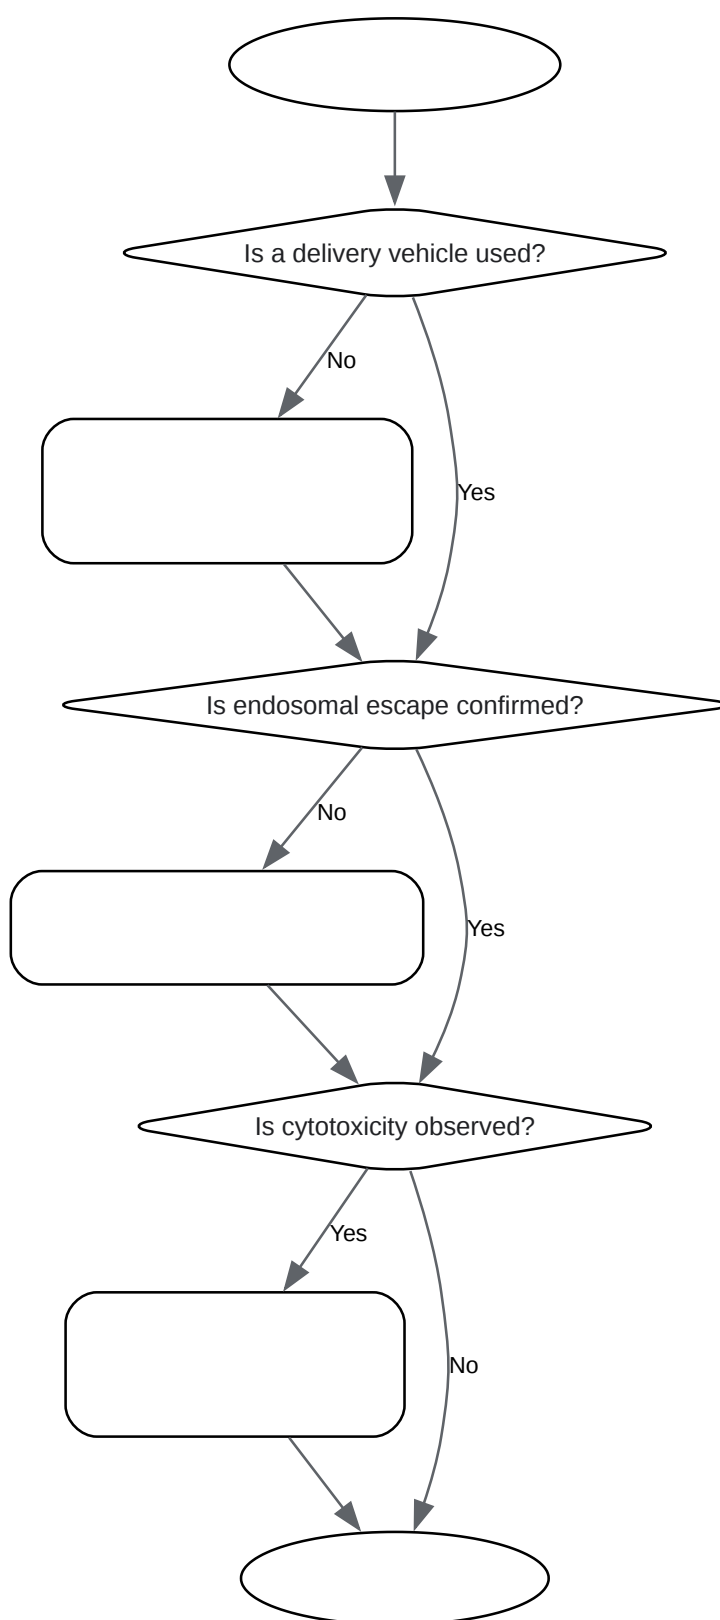 Is a delivery vehicle used?
No
Yes
Is endosomal escape confirmed?
No
Yes
Is cytotoxicity observed?
Yes
No